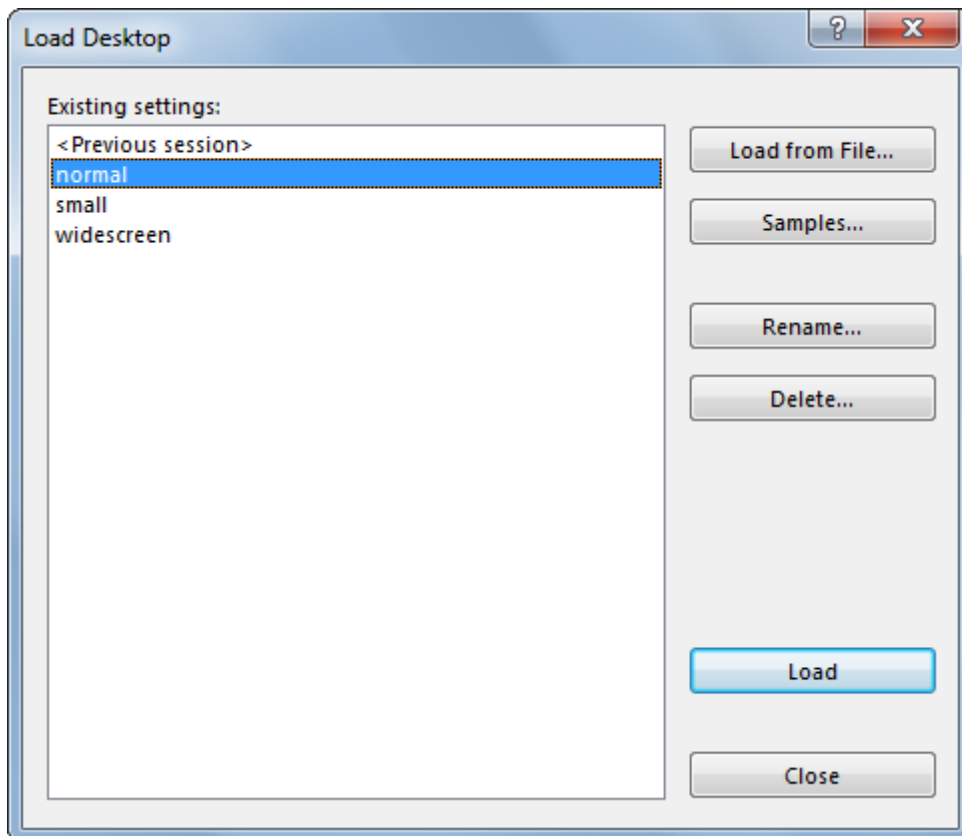 Load Desktop
Existing settings:
<Previous session>
normal
small
widescreen
Load from File...
Samples...
Rename...
Delete...
Load
Close